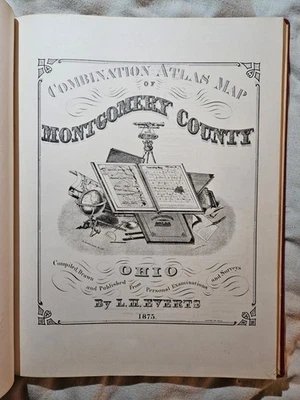 COMBINATION ATLAS MAP
OF
MONTGOMERY COUNTY
ATLAS
OHIO
Compiled Drawn and Published From Personal Examinations and Surveys
By L.H. EVERTS
1875.